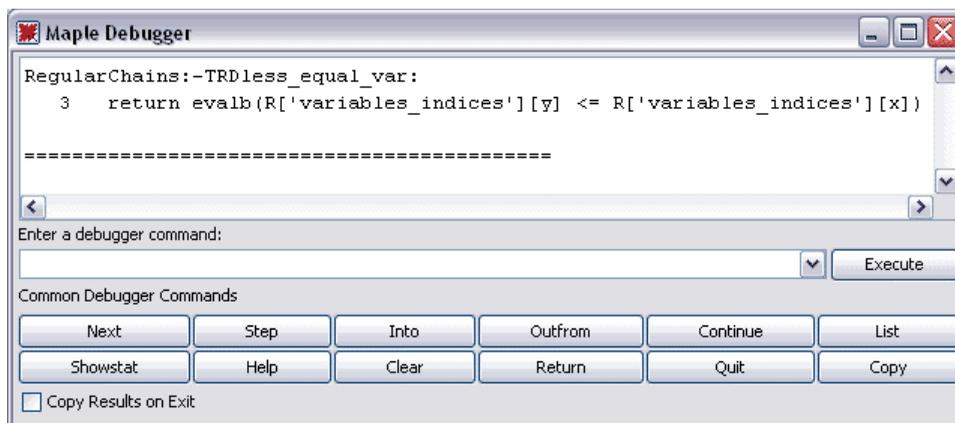 Maple Debugger
RegularChains:-TRDless_equal_var:
3 return evalb(R['variables_indices'][y] <= R['variables_indices'][x])
============================================
Enter a debugger command:
Execute
Common Debugger Commands
Next Step Into Outfrom Continue List
Showstat Help Clear Return Quit Copy
Copy Results on Exit